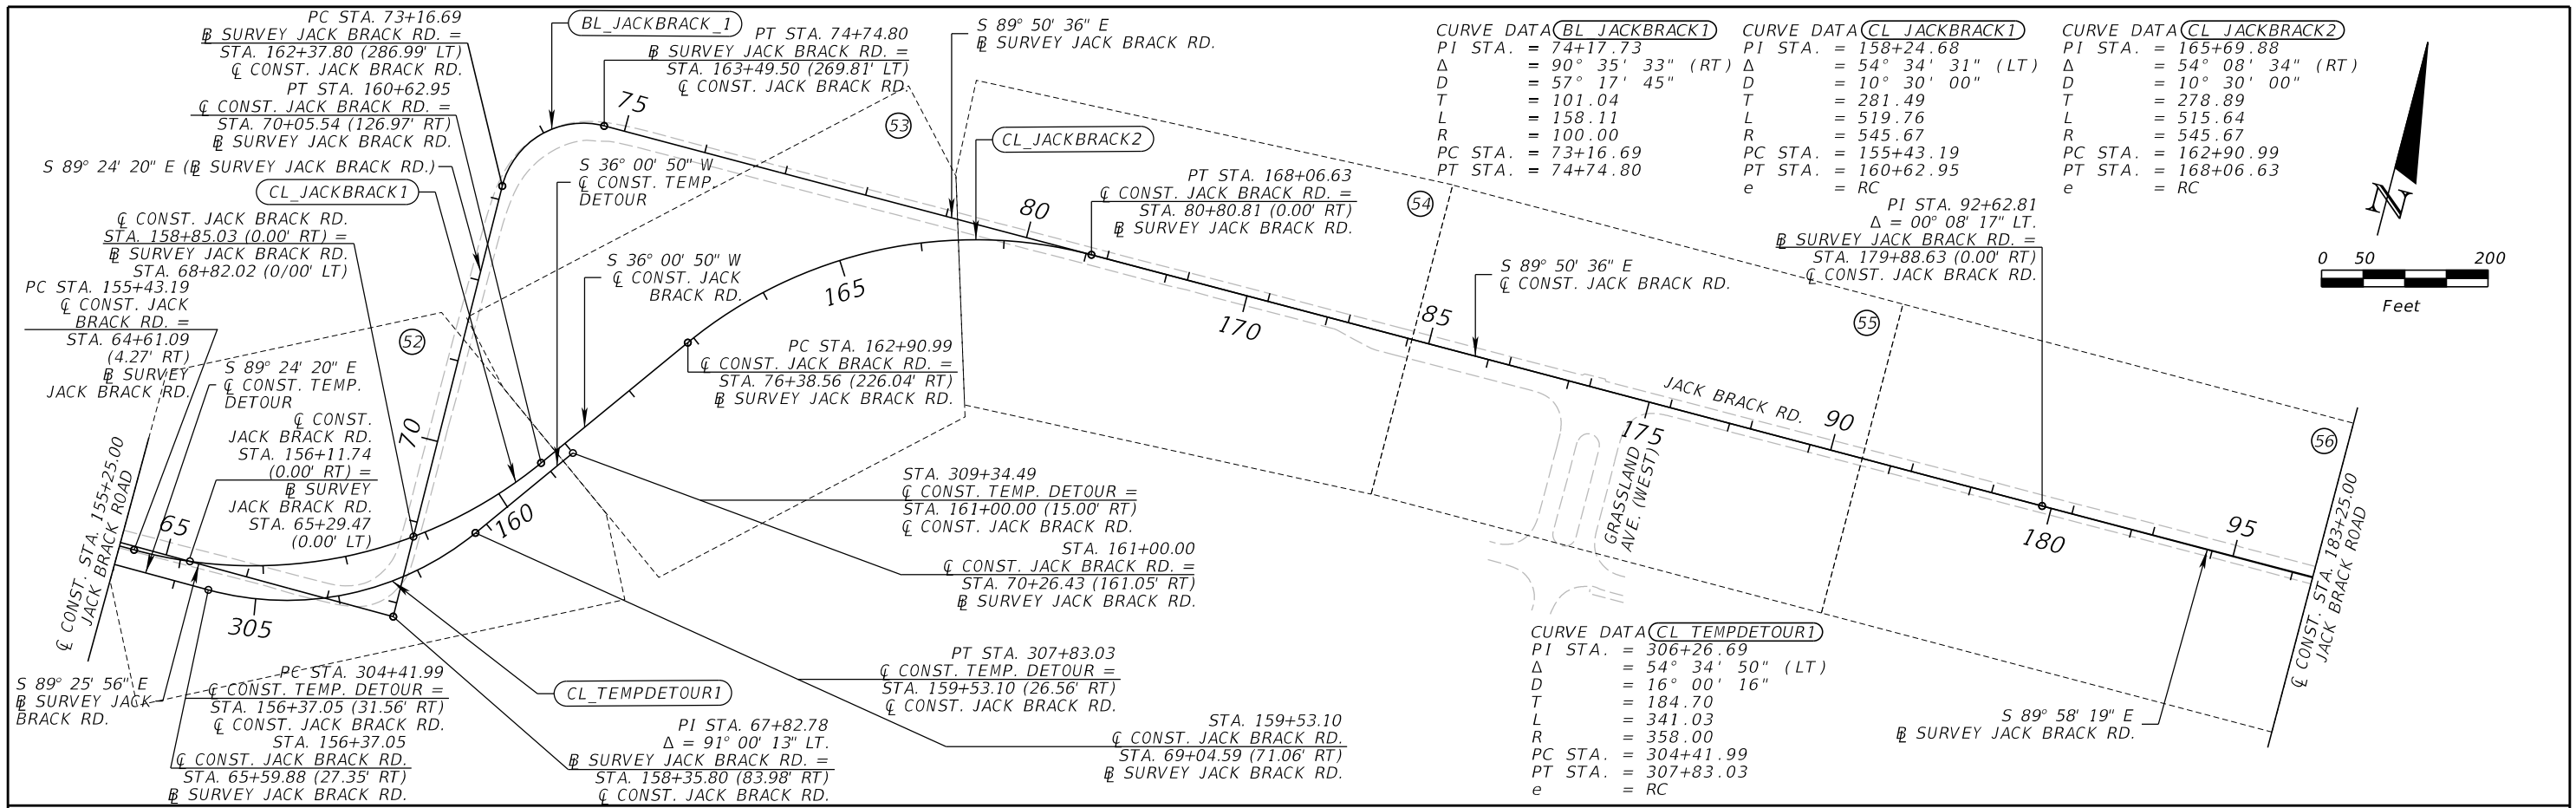 PC STA. 73+16.69
℄ SURVEY JACK BRACK RD. =
STA. 162+37.80 (286.99' LT)
℄ CONST. JACK BRACK RD.
PT STA. 160+62.95
℄ CONST. JACK BRACK RD. =
STA. 70+05.54 (126.97' RT)
℄ SURVEY JACK BRACK RD.
S 89° 24' 20" E (℄ SURVEY JACK BRACK RD.)
CL_JACKBRACK1
℄ CONST. JACK BRACK RD.
STA. 158+85.03 (0.00' RT) =
℄ SURVEY JACK BRACK RD.
STA. 68+82.02 (0/00' LT)
PC STA. 155+43.19
℄ CONST. JACK
BRACK RD. =
STA. 64+61.09
(4.27' RT)
℄ SURVEY
JACK BRACK RD.
S 89° 24' 20" E
℄ CONST. TEMP.
DETOUR
℄ CONST.
JACK BRACK RD.
STA. 156+11.74
(0.00' RT) =
℄ SURVEY
JACK BRACK RD.
STA. 65+29.47
(0.00' LT)
℄ CONST. STA. 155+25.00
JACK BRACK ROAD
65
70
305
160
S 89° 25' 56" E
℄ SURVEY JACK
BRACK RD.
PC STA. 304+41.99
℄ CONST. TEMP. DETOUR =
STA. 156+37.05 (31.56' RT)
℄ CONST. JACK BRACK RD.
STA. 156+37.05
℄ CONST. JACK BRACK RD.
STA. 65+59.88 (27.35' RT)
℄ SURVEY JACK BRACK RD.
BL_JACKBRACK_1
PT STA. 74+74.80
℄ SURVEY JACK BRACK RD. =
STA. 163+49.50 (269.81' LT)
℄ CONST. JACK BRACK RD.
75
S 36° 00' 50" W
℄ CONST. TEMP.
DETOUR
S 36° 00' 50" W
℄ CONST. JACK
BRACK RD.
52
53
S 89° 50' 36" E
℄ SURVEY JACK BRACK RD.
CL_JACKBRACK2
80
165
PT STA. 168+06.63
℄ CONST. JACK BRACK RD. =
STA. 80+80.81 (0.00' RT)
℄ SURVEY JACK BRACK RD.
PC STA. 162+90.99
℄ CONST. JACK BRACK RD. =
STA. 76+38.56 (226.04' RT)
℄ SURVEY JACK BRACK RD.
STA. 309+34.49
℄ CONST. TEMP. DETOUR =
STA. 161+00.00 (15.00' RT)
℄ CONST. JACK BRACK RD.
STA. 161+00.00
℄ CONST. JACK BRACK RD. =
STA. 70+26.43 (161.05' RT)
℄ SURVEY JACK BRACK RD.
PT STA. 307+83.03
℄ CONST. TEMP. DETOUR =
STA. 159+53.10 (26.56' RT)
℄ CONST. JACK BRACK RD.
STA. 159+53.10
℄ CONST. JACK BRACK RD.
STA. 69+04.59 (71.06' RT)
℄ SURVEY JACK BRACK RD.
CL_TEMPDETOUR1
PI STA. 67+82.78
Δ = 91° 00' 13" LT.
℄ SURVEY JACK BRACK RD. =
STA. 158+35.80 (83.98' RT)
℄ CONST. JACK BRACK RD.
CURVE DATA BL JACKBRACK1
PI STA. = 74+17.73
Δ = 90° 35' 33" (RT)
D = 57° 17' 45"
T = 101.04
L = 158.11
R = 100.00
PC STA. = 73+16.69
PT STA. = 74+74.80
CURVE DATA CL JACKBRACK1
PI STA. = 158+24.68
Δ = 54° 34' 31" (LT)
D = 10° 30' 00"
T = 281.49
L = 519.76
R = 545.67
PC STA. = 155+43.19
PT STA. = 160+62.95
e = RC
CURVE DATA CL JACKBRACK2
PI STA. = 165+69.88
Δ = 54° 08' 34" (RT)
D = 10° 30' 00"
T = 278.89
L = 515.64
R = 545.67
PC STA. = 162+90.99
PT STA. = 168+06.63
e = RC
PI STA. 92+62.81
Δ = 00° 08' 17" LT.
℄ SURVEY JACK BRACK RD. =
STA. 179+88.63 (0.00' RT)
℄ CONST. JACK BRACK RD.
N
0 50 200
Feet
54
55
56
S 89° 50' 36" E
℄ CONST. JACK BRACK RD.
170
85
JACK BRACK RD.
175
90
180
95
GRASSLAND
AVE. (WEST)
CURVE DATA CL TEMPDETOUR1
PI STA. = 306+26.69
Δ = 54° 34' 50" (LT)
D = 16° 00' 16"
T = 184.70
L = 341.03
R = 358.00
PC STA. = 304+41.99
PT STA. = 307+83.03
e = RC
S 89° 58' 19" E
℄ SURVEY JACK BRACK RD.
℄ CONST. STA. 183+25.00
JACK BRACK ROAD